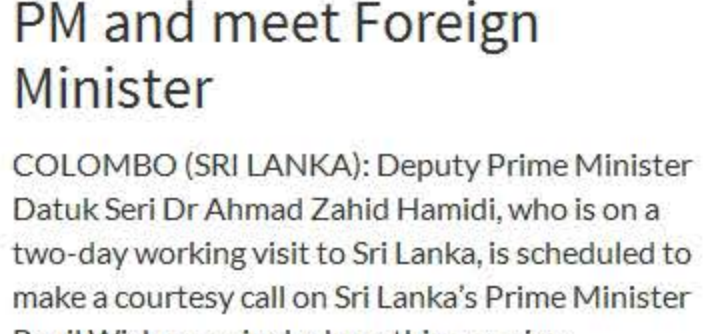 PM and meet Foreign
Minister
COLOMBO (SRI LANKA): Deputy Prime Minister
Datuk Seri Dr Ahmad Zahid Hamidi, who is on a
two-day working visit to Sri Lanka, is scheduled to
make a courtesy call on Sri Lanka’s Prime Minister